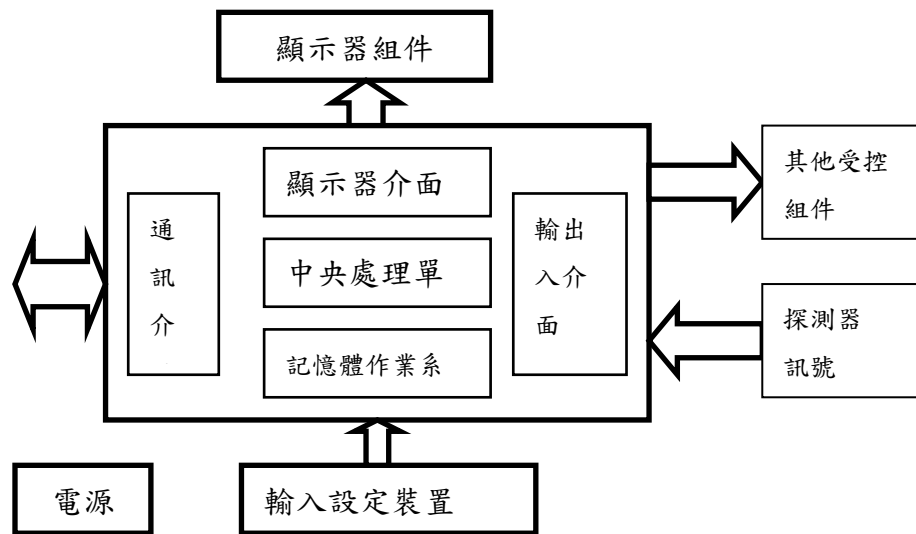 顯示器組件
顯示器介面
其他受控
組件
通
訊
介
中央處理單
輸出
入介
面
探測器
訊號
記憶體作業系
電源
輸入設定裝置